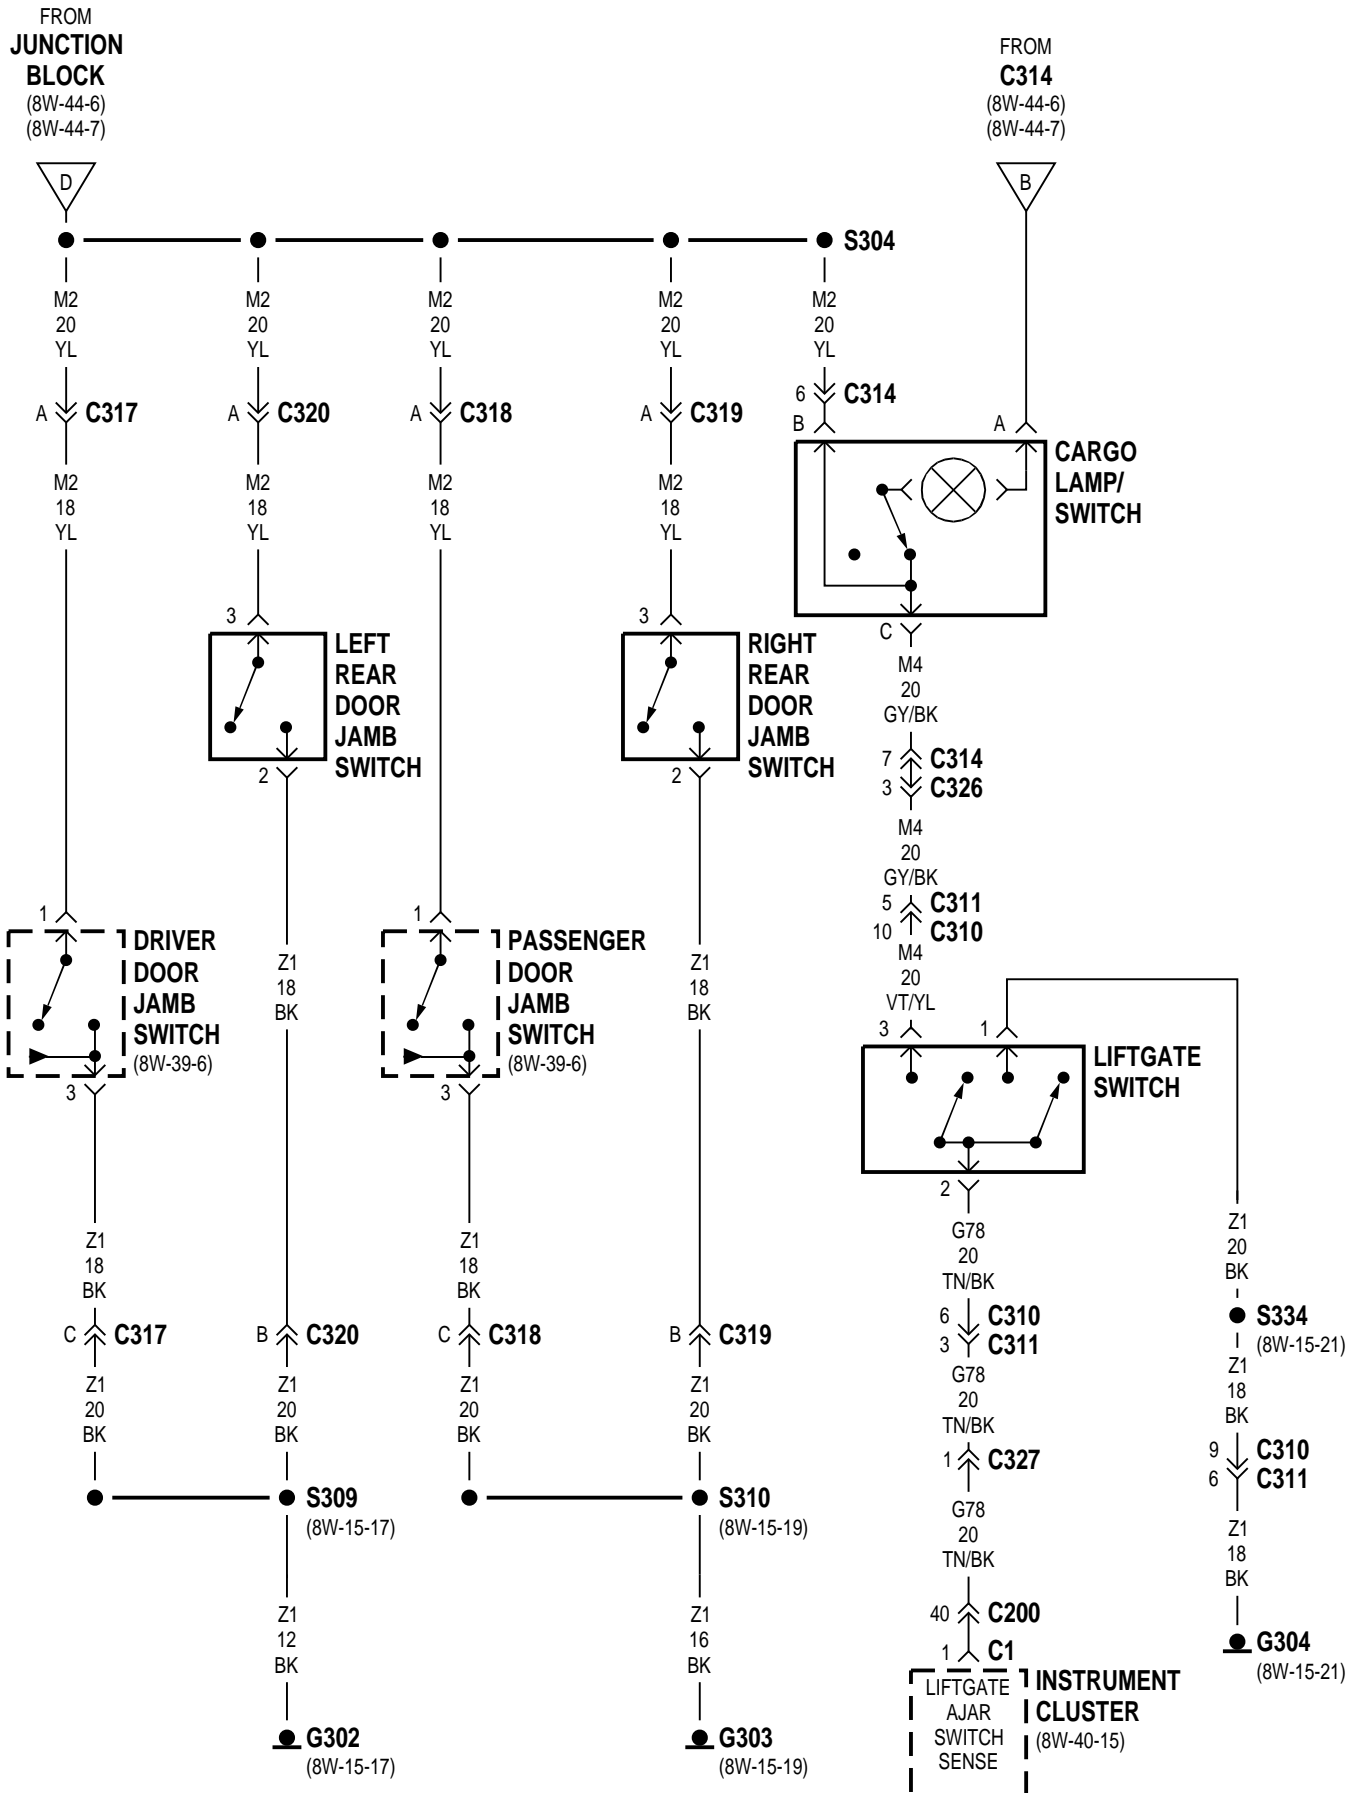 FROM
JUNCTION
BLOCK
(8W-44-6)
(8W-44-7)
D
FROM
C314
(8W-44-6)
(8W-44-7)
B
S304
M2
20
YL
M2
20
YL
M2
20
YL
M2
20
YL
M2
20
YL
A C317
A C320
A C318
A C319
6 C314
B
A
CARGO
LAMP/
SWITCH
M2
18
YL
M2
18
YL
M2
18
YL
M2
18
YL
3
LEFT
REAR
DOOR
JAMB
SWITCH
2
3
RIGHT
REAR
DOOR
JAMB
SWITCH
2
C
M4
20
GY/BK
7 C314
3 C326
M4
20
GY/BK
5 C311
10 C310
M4
20
VT/YL
1
DRIVER
DOOR
JAMB
SWITCH
(8W-39-6)
3
Z1
18
BK
1
PASSENGER
DOOR
JAMB
SWITCH
(8W-39-6)
3
Z1
18
BK
3
1
LIFTGATE
SWITCH
2
Z1
18
BK
Z1
18
BK
G78
20
TN/BK
Z1
20
BK
C C317
B C320
C C318
B C319
6 C310
3 C311
S334
(8W-15-21)
Z1
20
BK
Z1
20
BK
Z1
20
BK
Z1
20
BK
G78
20
TN/BK
Z1
18
BK
1 C327
9 C310
6 C311
S309
(8W-15-17)
S310
(8W-15-19)
G78
20
TN/BK
Z1
18
BK
Z1
12
BK
Z1
16
BK
40 C200
1 C1
G304
(8W-15-21)
G302
(8W-15-17)
G303
(8W-15-19)
LIFTGATE
AJAR
SWITCH
SENSE
INSTRUMENT
CLUSTER
(8W-40-15)